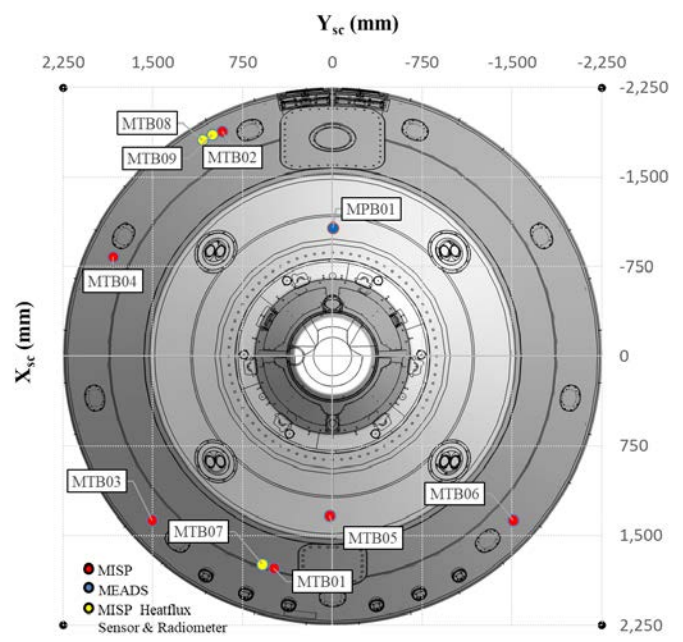 Ysc (mm)
2,250 1,500 750 0 -750 -1,500 -2,250
-2,250
MTB08
MTB09 MTB02
-1,500
MPB01
-750
MTB04
Xsc (mm)
0
750
MTB03 MTB06
1,500
MTB07 MTB05
MISP
MTB01
MEADS
MISP Heatflux
Sensor & Radiometer
2,250